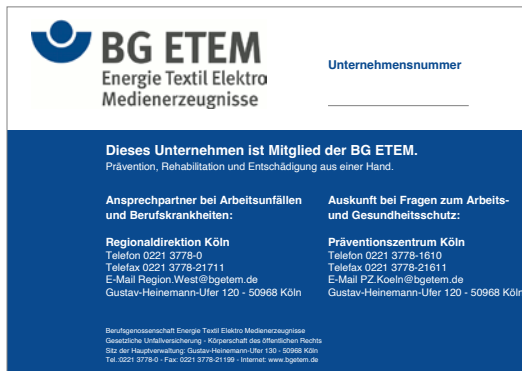 BG ETEM
Energie Textil Elektro
Medienerzeugnisse
Unternehmensnummer
Dieses Unternehmen ist Mitglied der BG ETEM.
Prävention, Rehabilitation und Entschädigung aus einer Hand.
Ansprechpartner bei Arbeitsunfällen
und Berufskrankheiten:
Regionaldirektion Köln
Telefon 0221 3778-0
Telefax 0221 3778-21711
E-Mail Region.West@bgetem.de
Gustav-Heinemann-Ufer 120 - 50968 Köln
Auskunft bei Fragen zum Arbeits-
und Gesundheitsschutz:
Präventionszentrum Köln
Telefon 0221 3778-1610
Telefax 0221 3778-21611
E-Mail PZ.Koeln@bgetem.de
Gustav-Heinemann-Ufer 120 - 50968 Köln
Berufsgenossenschaft Energie Textil Elektro Medienerzeugnisse
Gesetzliche Unfallversicherung - Körperschaft des öffentlichen Rechts
Sitz der Hauptverwaltung: Gustav-Heinemann-Ufer 130 - 50968 Köln
Tel.:0221 3778-0 - Fax: 0221 3778-21199 - Internet: www.bgetem.de